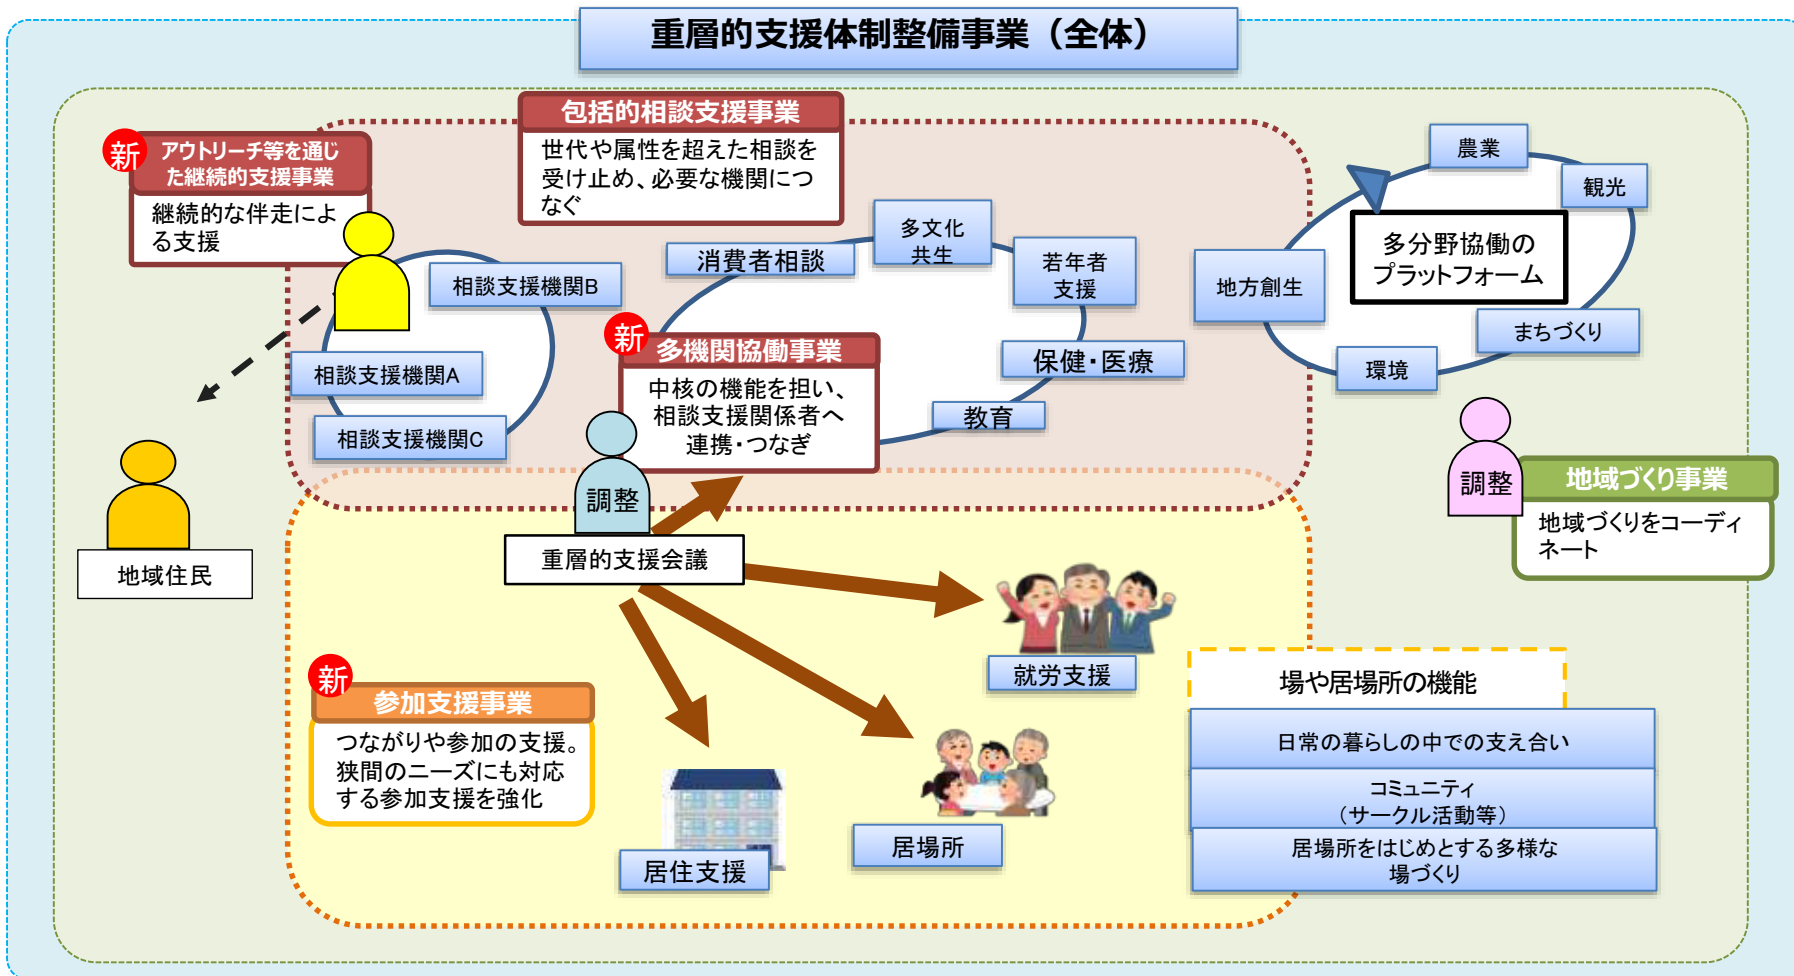 重層的支援体制整備事業（全体）
包括的相談支援事業
世代や属性を超えた相談を
受け止め、必要な機関につ
なぐ
新
アウトリーチ等を通じ
た継続的支援事業
継続的な伴走によ
る支援
相談支援機関B
相談支援機関A
相談支援機関C
消費者相談
多文化
共生
若年者
支援
保健・医療
教育
新
多機関協働事業
中核の機能を担い、
相談支援関係者へ
連携・つなぎ
農業
観光
多分野協働の
プラットフォーム
地方創生
まちづくり
環境
調整
地域づくり事業
地域づくりをコーディ
ネート
地域住民
調整
重層的支援会議
就労支援
新
参加支援事業
つながりや参加の支援。
狭間のニーズにも対応
する参加支援を強化
居住支援
居場所
場や居場所の機能
日常の暮らしの中での支え合い
コミュニティ
（サークル活動等）
居場所をはじめとする多様な
場づくり